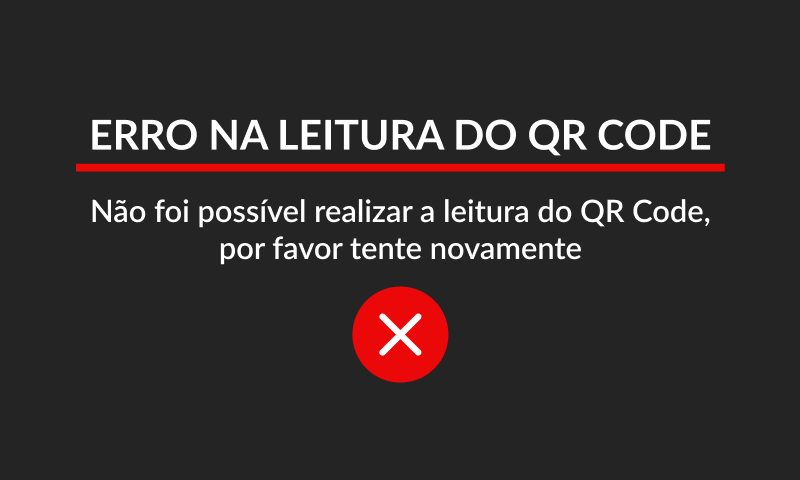 ERRO NA LEITURA DO QR CODE
Não foi possível realizar a leitura do QR Code,
por favor tente novamente